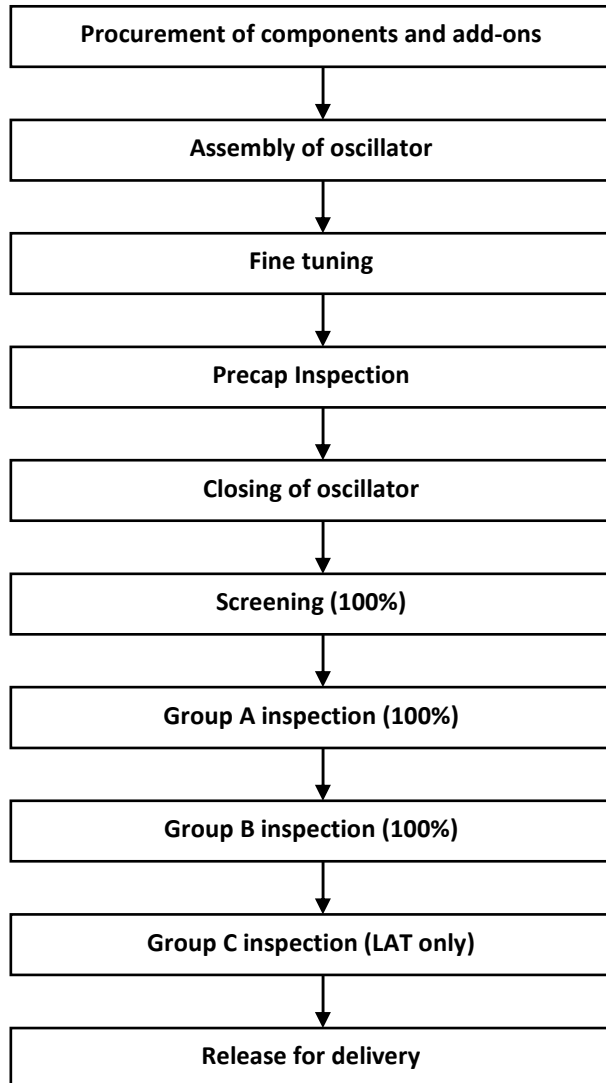 Procurement of components and add-ons
Assembly of oscillator
Fine tuning
Precap Inspection
Closing of oscillator
Screening (100%)
Group A inspection (100%)
Group B inspection (100%)
Group C inspection (LAT only)
Release for delivery